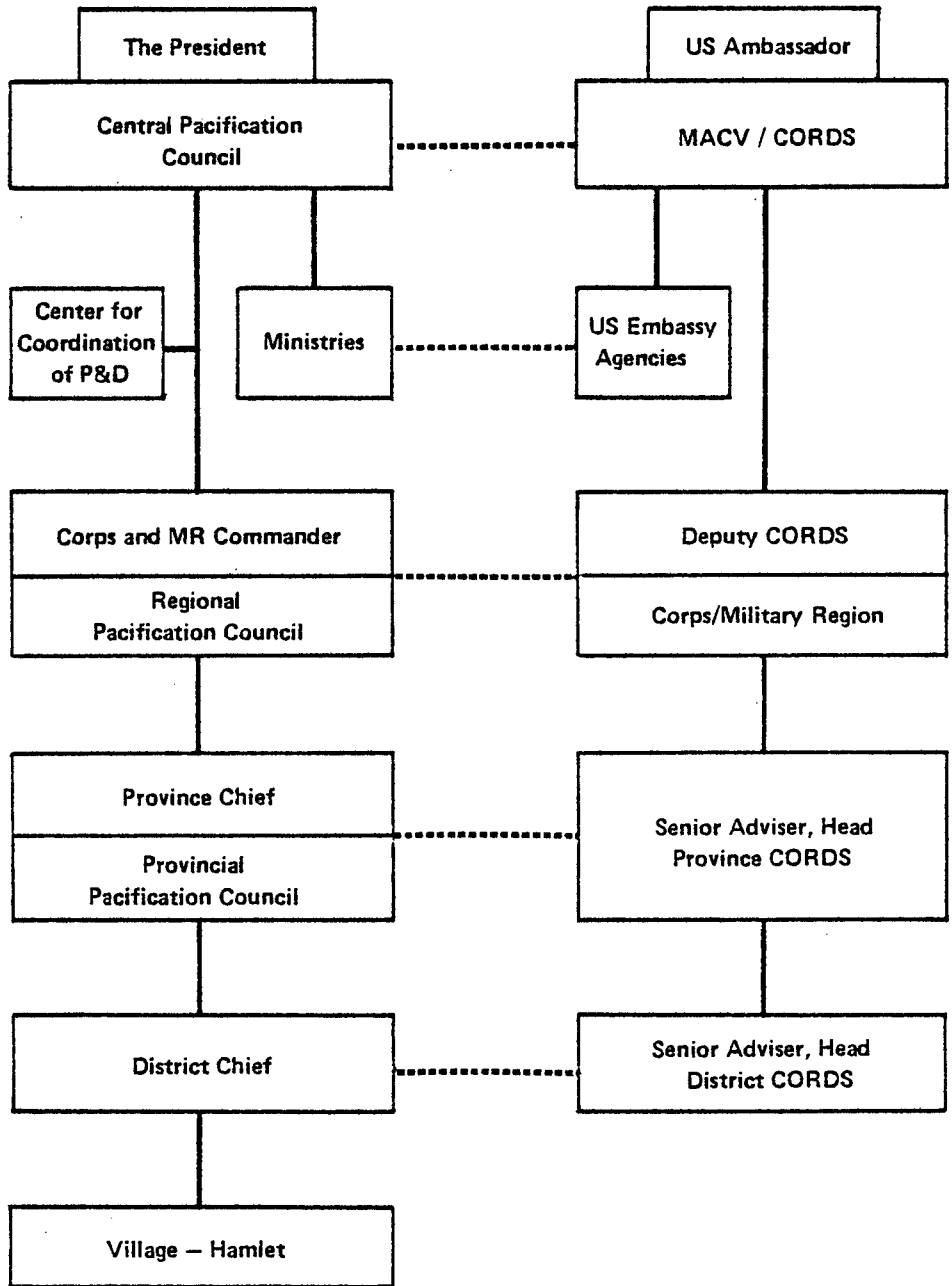 The President
US Ambassador
Central Pacification
Council
MACV / CORDS
Center for
Coordination
of P&D
Ministries
US Embassy
Agencies
Corps and MR Commander
Regional
Pacification Council
Deputy CORDS
Corps/Military Region
Province Chief
Provincial
Pacification Council
Senior Adviser, Head
Province CORDS
District Chief
Senior Adviser, Head
District CORDS
Village – Hamlet